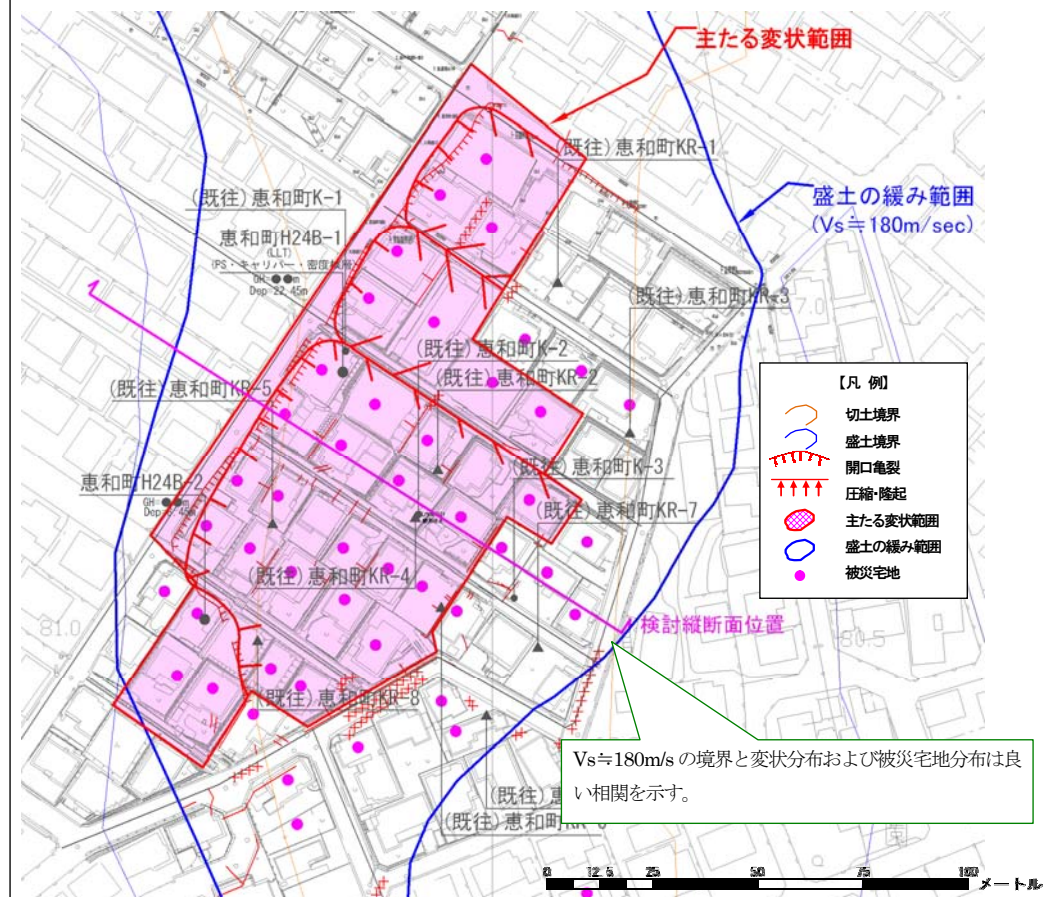 主たる変状範囲
(既往)恵和町KR-1
(既往)恵和町K-1
盛土の緩み範囲
(Vs≒180m/sec)
恵和町H24B-1
(LLT)
(PS・キャリパー・密度検層)
GH=●●m
Dep=22.45m
(既往)恵和町KR-3
(既往)恵和町K-2
(既往)恵和町KR-2
(既往)恵和町KR-5
【凡 例】
切土境界
盛土境界
開口亀裂
圧縮・隆起
主たる変状範囲
盛土の緩み範囲
被災宅地
(既往)恵和町K-3
恵和町H24B-2
GH=●●m
(既往)恵和町KR-7
(既往)恵和町KR-4
検討縦断面位置
80.5
(既往)恵和町KR-8
Vs≒180m/s の境界と変状分布および被災宅地分布は良
い相関を示す。
0 12.5 25 50 75 100
メートル